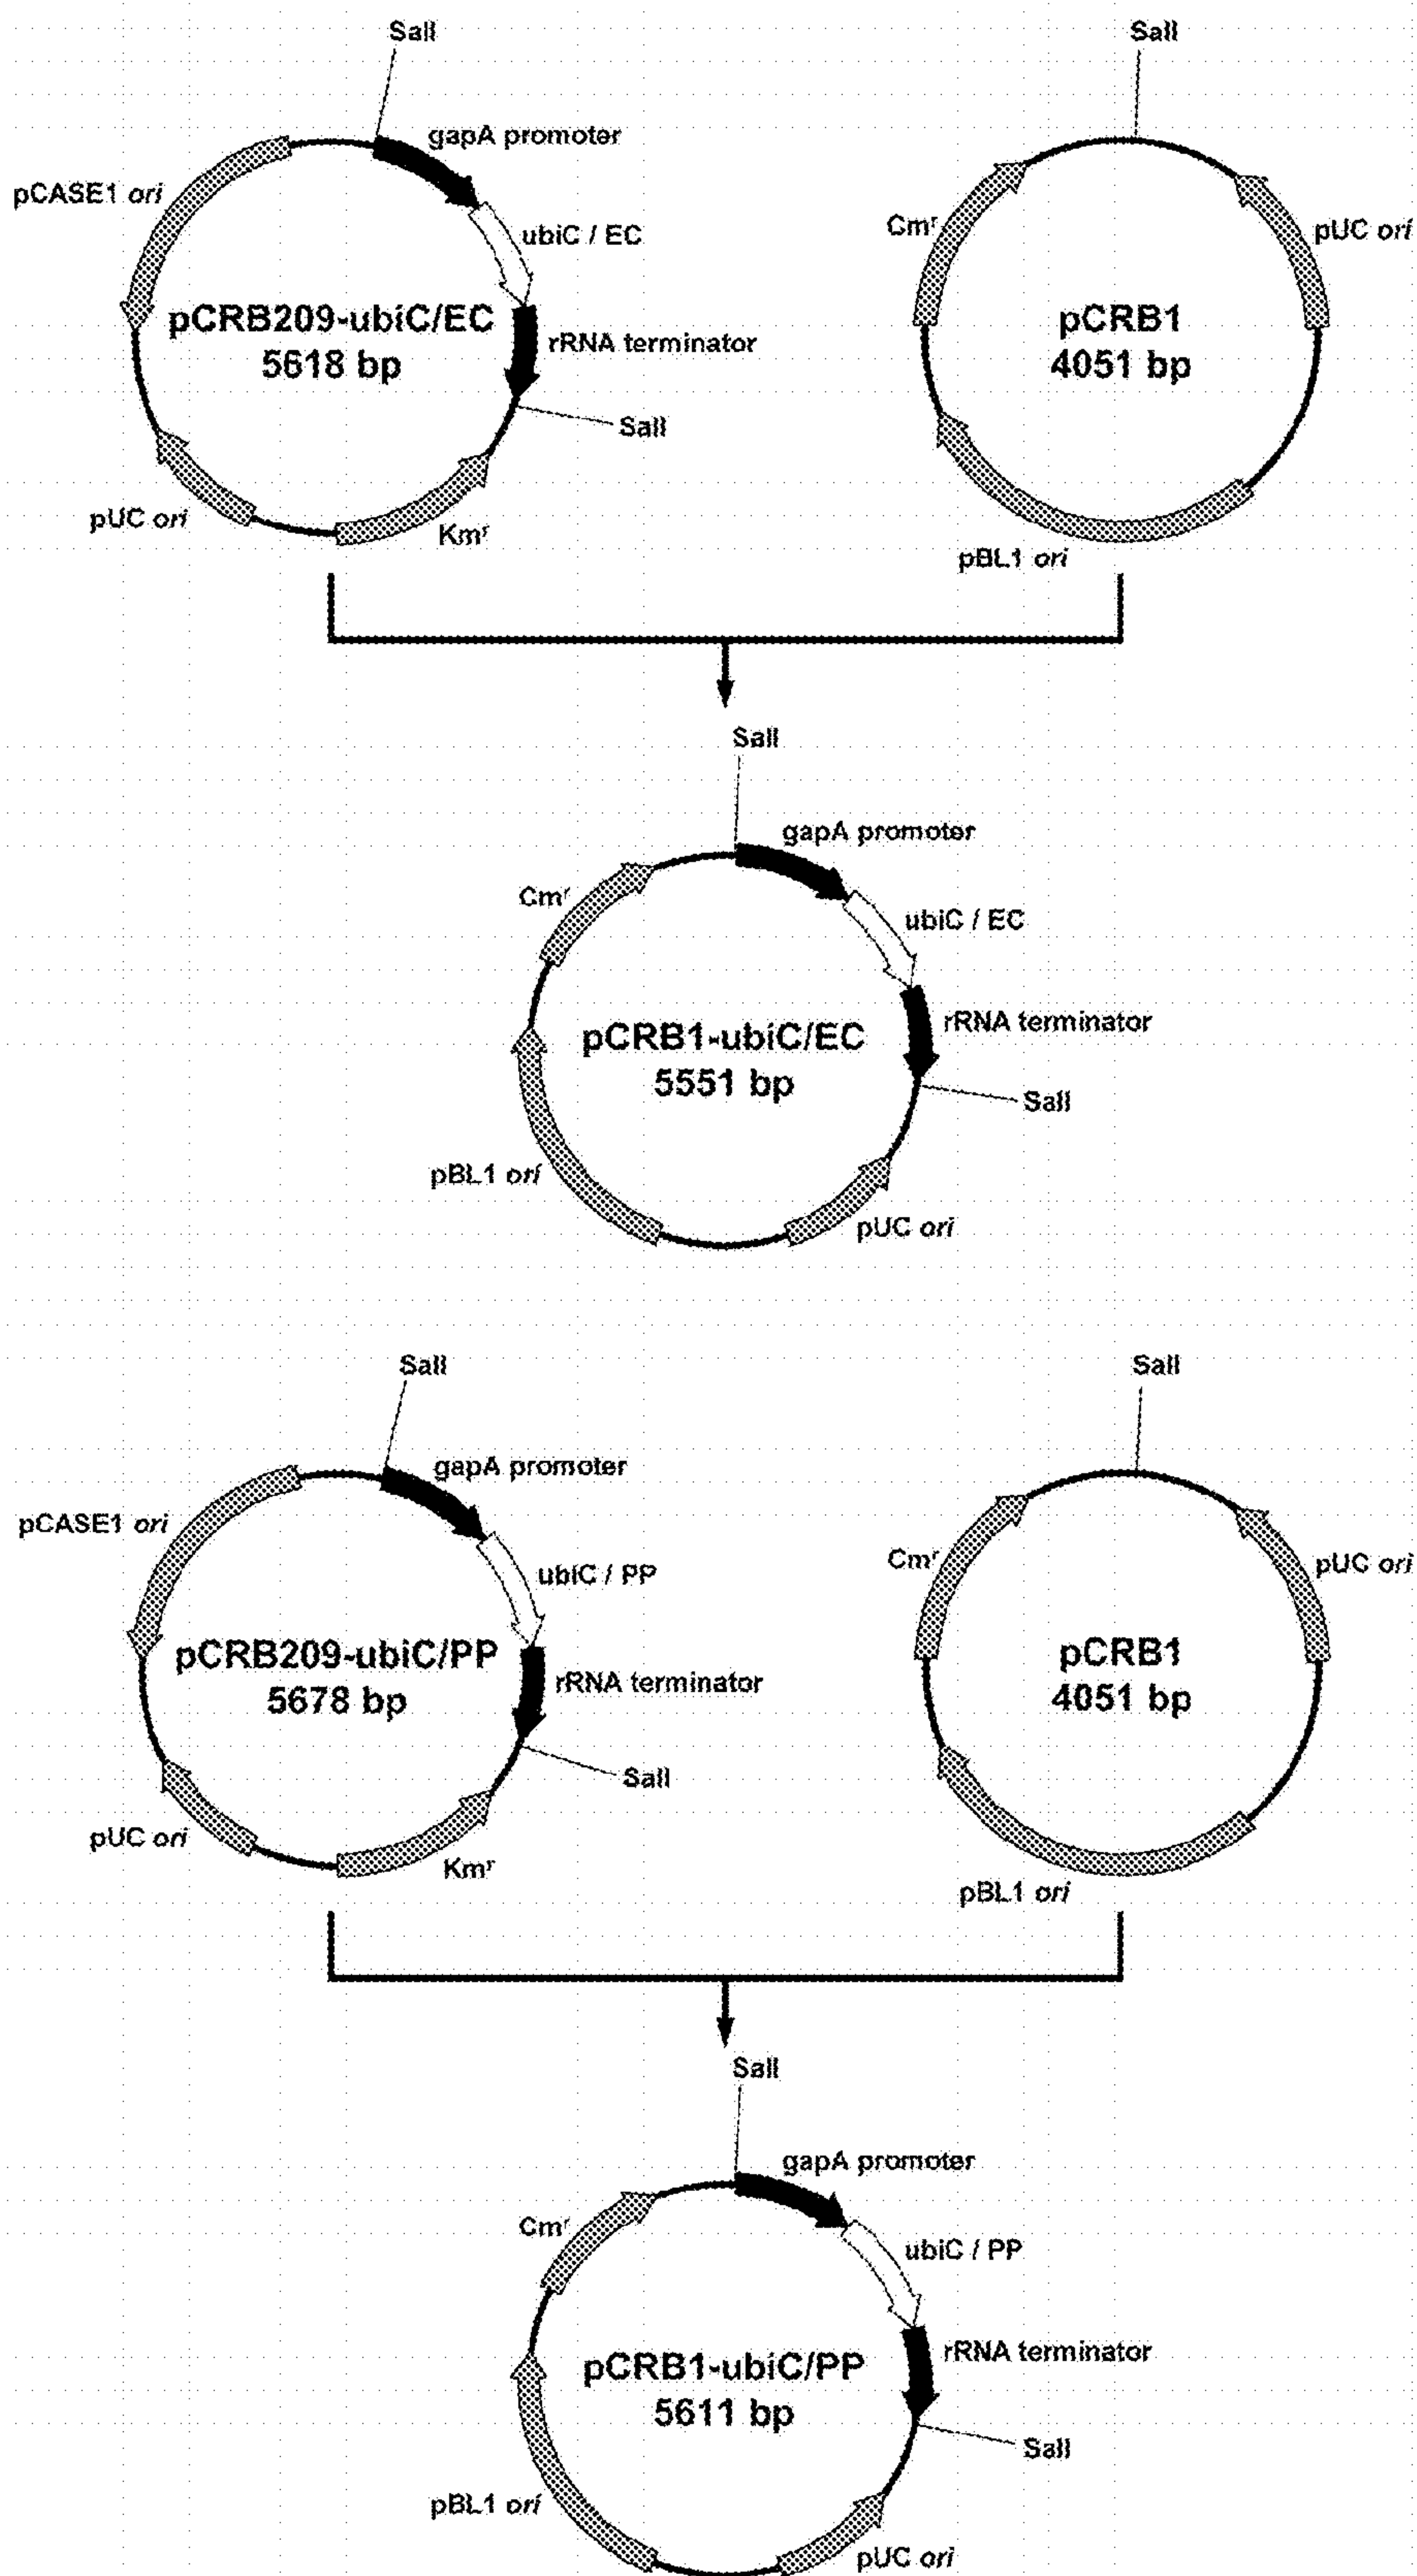 SalI
SalI
gapA promoter
pCASE1 ori
ubiC / EC
Cmʳ
pUC ori
pCRB209-ubiC/EC
5618 bp
rRNA terminator
pCRB1
4051 bp
SalI
pUC ori
Kmʳ
pBL1 ori
SalI
gapA promoter
Cmʳ
ubiC / EC
rRNA terminator
pCRB1-ubiC/EC
5551 bp
SalI
pBL1 ori
pUC ori
SalI
SalI
gapA promoter
pCASE1 ori
ubiC / PP
Cmʳ
pUC ori
pCRB209-ubiC/PP
5678 bp
rRNA terminator
pCRB1
4051 bp
SalI
pUC ori
Kmʳ
pBL1 ori
SalI
gapA promoter
Cmʳ
ubiC / PP
rRNA terminator
pCRB1-ubiC/PP
5611 bp
SalI
pBL1 ori
pUC ori